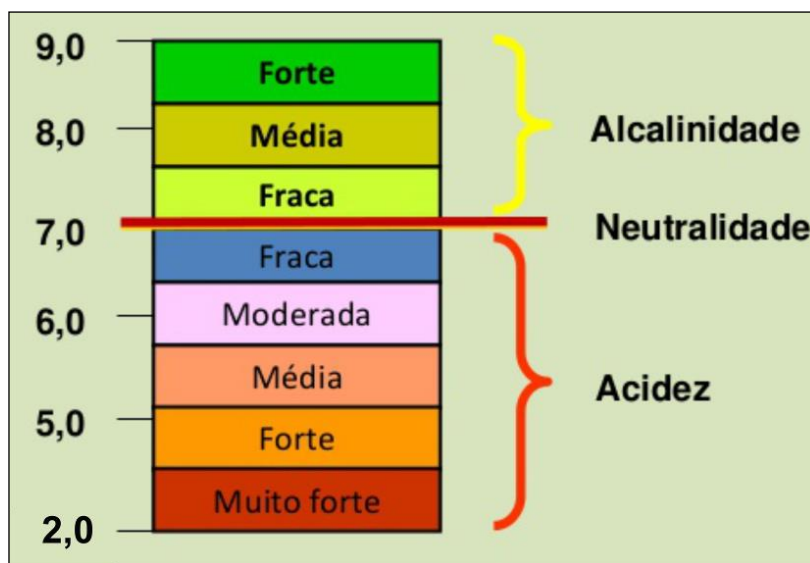 9,0
Forte
8,0
Média
Alcalinidade
Fraca
7,0
Neutralidade
Fraca
6,0
Moderada
Média
Acidez
5,0
Forte
Muito forte
2,0